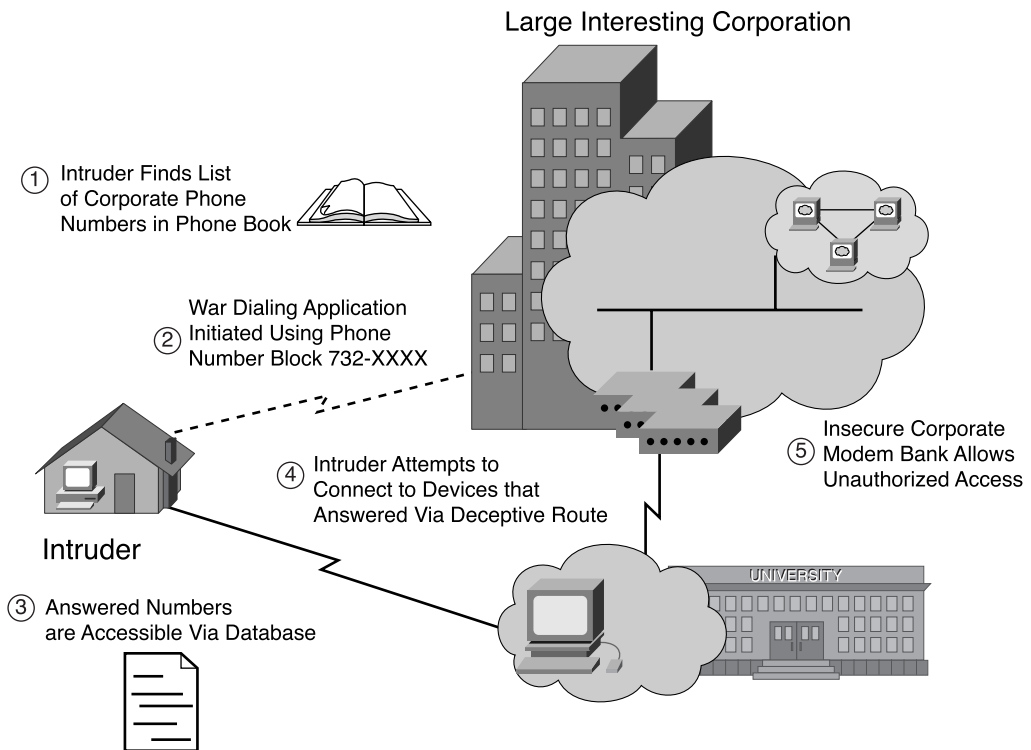 Large Interesting Corporation
1
Intruder Finds List
of Corporate Phone
Numbers in Phone Book
2
War Dialing Application
Initiated Using Phone
Number Block 732-XXXX
4
Intruder Attempts to
Connect to Devices that
Answered Via Deceptive Route
5
Insecure Corporate
Modem Bank Allows
Unauthorized Access
Intruder
3
Answered Numbers
are Accessible Via Database
UNIVERSITY